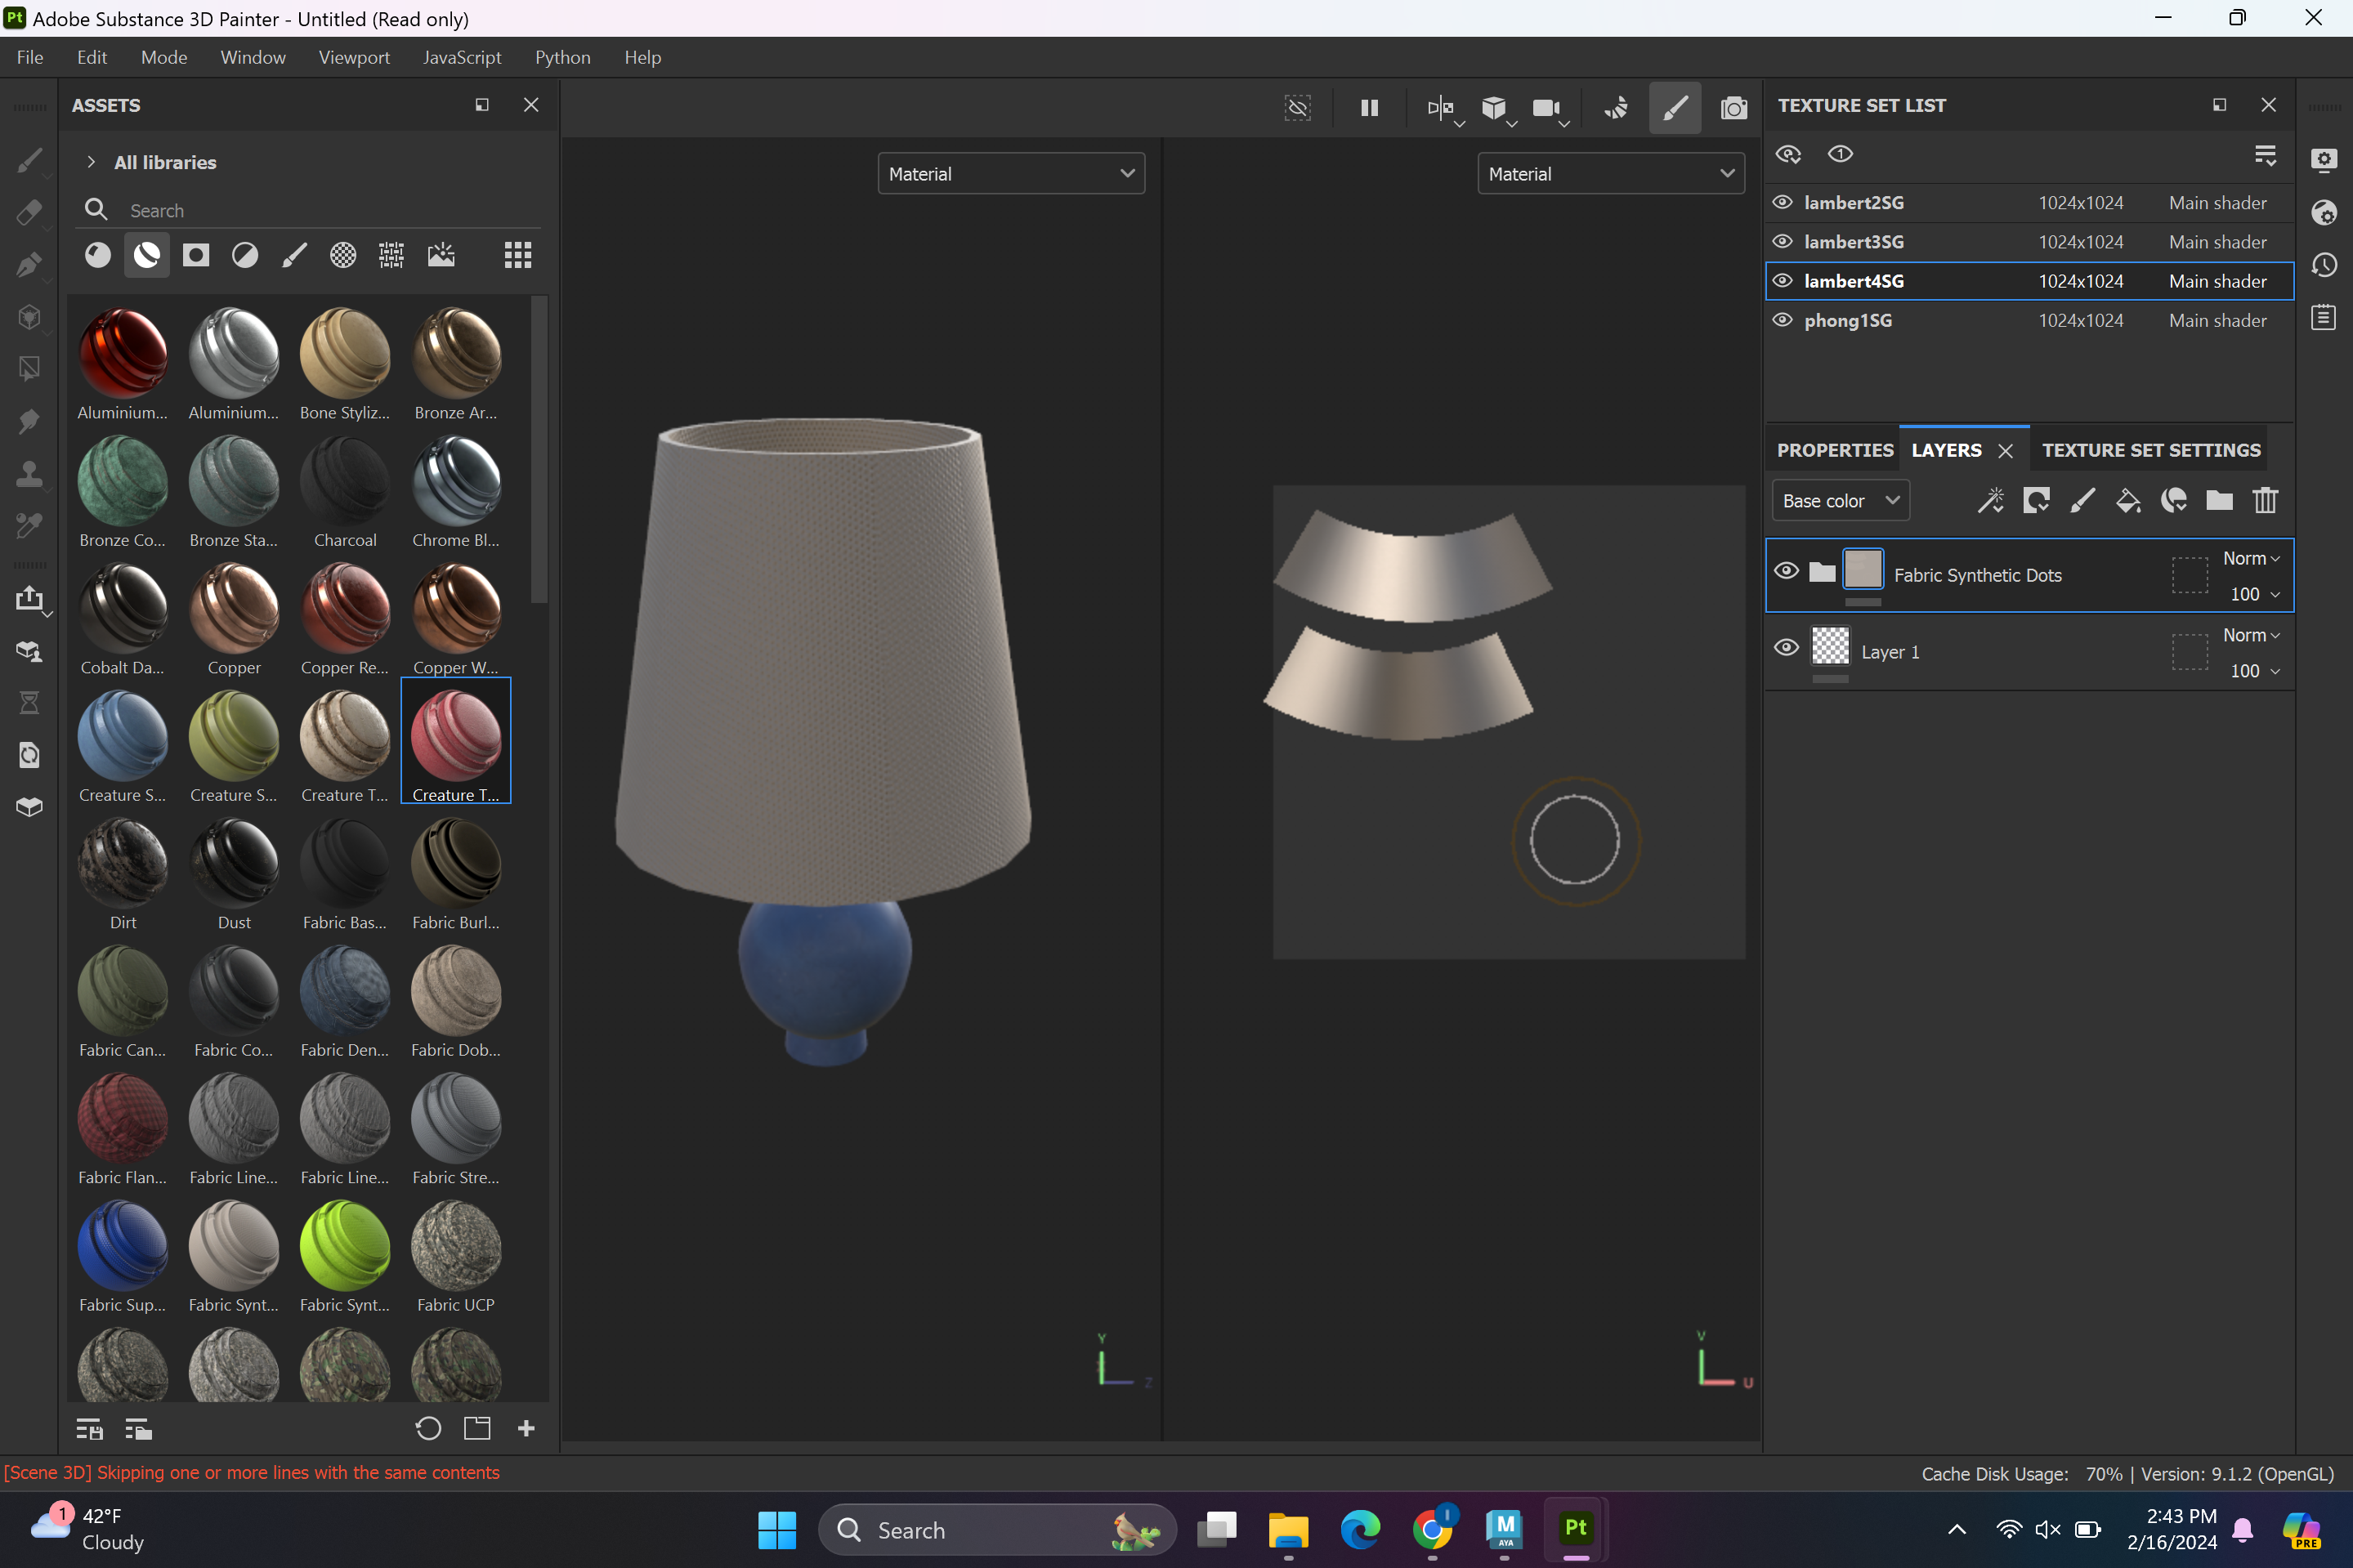 Pt Adobe Substance 3D Painter - Untitled (Read only)
File Edit Mode Window Viewport JavaScript Python Help
ASSETS
All libraries
Search
Aluminium... Aluminium... Bone Styliz... Bronze Ar...
Bronze Co... Bronze Sta... Charcoal Chrome Bl...
Cobalt Da... Copper Copper Re... Copper W...
Creature S... Creature S... Creature T... Creature T...
Dirt Dust Fabric Bas... Fabric Burl...
Fabric Can... Fabric Co... Fabric Den... Fabric Dob...
Fabric Flan... Fabric Line... Fabric Line... Fabric Stre...
Fabric Sup... Fabric Synt... Fabric Synt... Fabric UCP
Material
Y
Z
Material
V
U
TEXTURE SET LIST
1
lambert2SG 1024x1024 Main shader
lambert3SG 1024x1024 Main shader
lambert4SG 1024x1024 Main shader
phong1SG 1024x1024 Main shader
PROPERTIES LAYERS TEXTURE SET SETTINGS
Base color
Fabric Synthetic Dots Norm
100
Layer 1 Norm
100
[Scene 3D] Skipping one or more lines with the same contents
Cache Disk Usage: 70% | Version: 9.1.2 (OpenGL)
1
42°F
Cloudy
Search
I
M
AYA
Pt
2:43 PM
2/16/2024
PRE